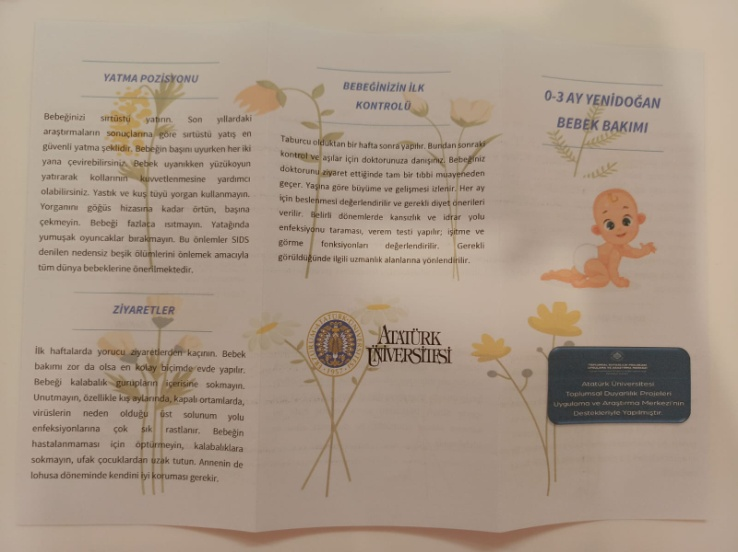 YATMA POZİSYONU
Bebeğinizi sırtüstü yatırın. Son yıllardaki
araştırmaların sonuçlarına göre sırtüstü yatış en
güvenli yatma şeklidir. Bebeğin başını uyurken her iki
yana çevirebilirsiniz. Bebek uyanıkken yüzükoyun
yatırarak kollarının kuvvetlenmesine yardımcı
olabilirsiniz. Yastık ve kuş tüyü yorgan kullanmayın.
Yorganını göğüs hizasına kadar örtün, başına
çekmeyin. Bebeği fazlaca ısıtmayın. Yatağında
yumuşak oyuncaklar bırakmayın. Bu önlemler SIDS
denilen nedensiz beşik ölümlerini önlemek amacıyla
tüm dünya bebeklerine önerilmektedir.
ZİYARETLER
İlk haftalarda yorucu ziyaretlerden kaçının. Bebek
bakımı zor da olsa en kolay biçimde evde yapılır.
Bebeği kalabalık gurupların içerisine sokmayın.
Unutmayın, özellikle kış aylarında, kapalı ortamlarda,
virüslerin neden olduğu üst solunum yolu
enfeksiyonlarına çok sık rastlanır. Bebeğin
hastalanmaması için öptürmeyin, kalabalıklara
sokmayın, ufak çocuklardan uzak tutun. Annenin de
lohusa döneminde kendini iyi koruması gerekir.
BEBEĞİNİZİN İLK
KONTROLÜ
Taburcu olduktan bir hafta sonra yapılır. Bundan sonraki
kontrol ve aşılar için doktorunuza danışınız. Bebeğiniz
doktorunu ziyaret ettiğinde tam bir tıbbi muayeneden
geçer. Yaşına göre büyüme ve gelişmesi izlenir. Her ay
için beslenmesi değerlendirilir ve gerekli diyet önerileri
verilir. Belirli dönemlerde kansızlık ve idrar yolu
enfeksiyonu taraması, verem testi yapılır; işitme ve
görme fonksiyonları değerlendirilir. Gerekli
görüldüğünde ilgili uzmanlık alanlarına yönlendirilir.
ATATÜRK
ÜNİVERSİTESİ
0-3 AY YENİDOĞAN
BEBEK BAKIMI
Atatürk Üniversitesi
Toplumsal Duyarlılık Projeleri
Uygulama ve Araştırma Merkezi'nin
Destekleriyle Yapılmıştır.